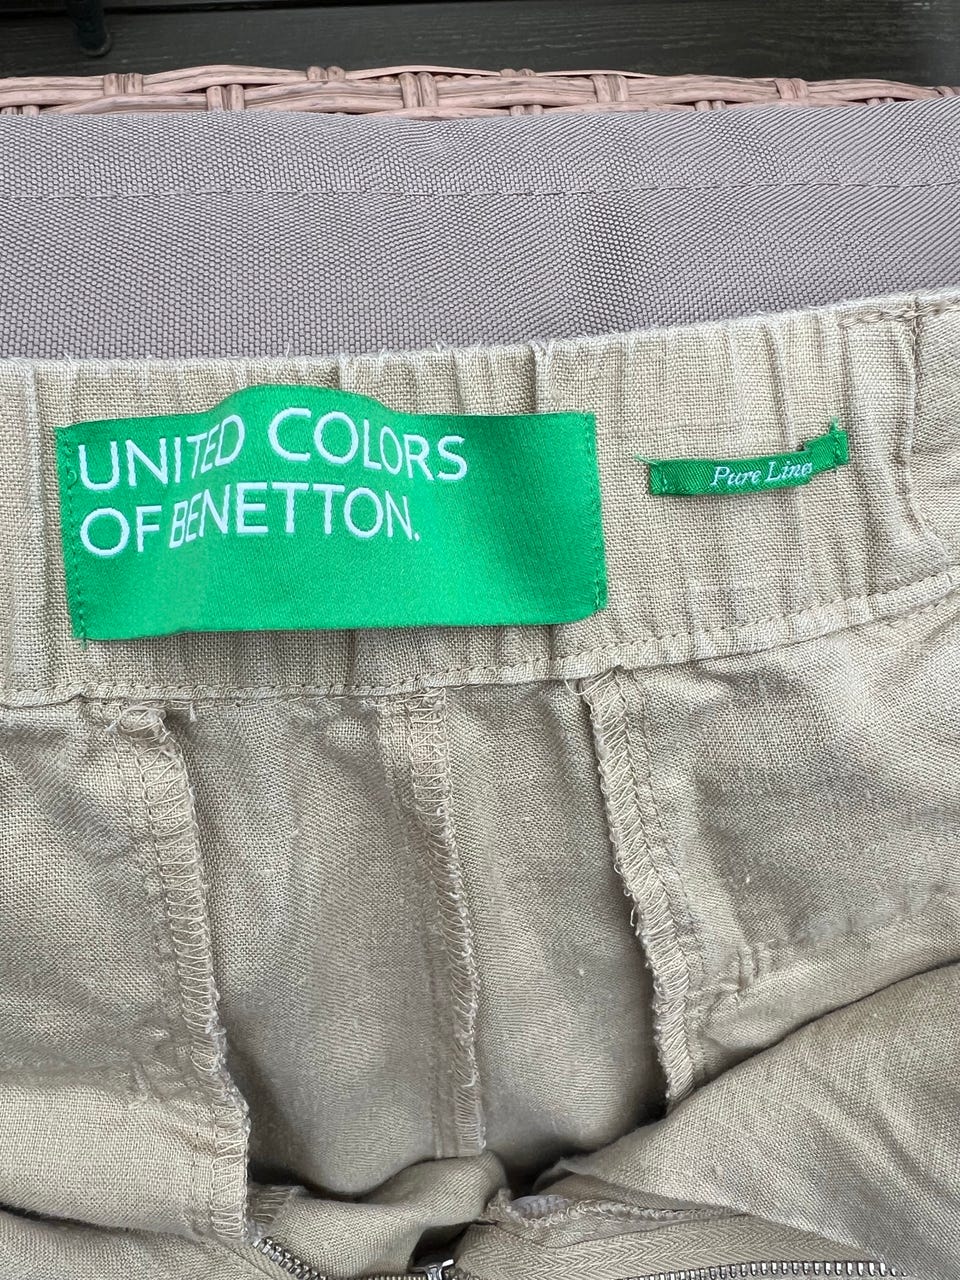 UNITED COLORS
OF BENETTON.
Pure Linen